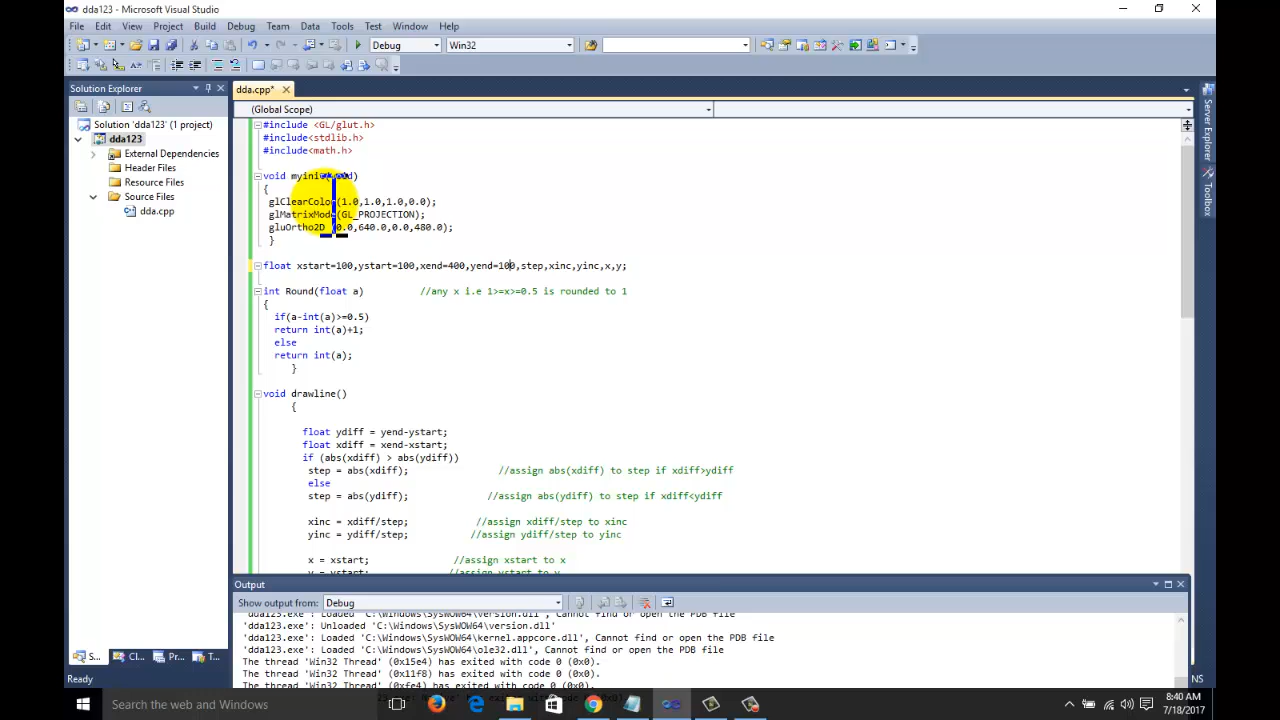 dda123 - Microsoft Visual Studio
File Edit View Project Build Debug Team Data Tools Test Architecture Window Help
Debug Win32
Solution Explorer
Solution 'dda123' (1 project)
dda123
External Dependencies
Header Files
Resource Files
Source Files
dda.cpp
S... Cl... Pr... T...
dda.cpp*
(Global Scope)
#include <GL/glut.h>
#include<stdlib.h>
#include<math.h>
void
{
glClearColor(1.0,1.0,1.0,0.0);
glMatrixMode(GL_PROJECTION);
gluOrtho2D (0.0,640.0,0.0,480.0);
}
float xstart=100,ystart=100,xend=400,yend=100,step,xinc,yinc,x,y;
int Round(float a) //any x i.e 1>=x>=0.5 is rounded to 1
{
if(a-int(a)>=0.5)
return int(a)+1;
else
return int(a);
}
void drawline()
{
float ydiff = yend-ystart;
float xdiff = xend-xstart;
if (abs(xdiff) > abs(ydiff))
step = abs(xdiff); //assign abs(xdiff) to step if xdiff>ydiff
else
step = abs(ydiff); //assign abs(ydiff) to step if xdiff<ydiff
xinc = xdiff/step; //assign xdiff/step to xinc
yinc = ydiff/step; //assign ydiff/step to yinc
x = xstart; //assign xstart to x
y = ystart; //assign ystart to y
Server Explorer
Toolbox
Output
Show output from: Debug
'dda123.exe': Loaded 'C:\Windows\SysWOW64\version.dll', Cannot find or open the PDB file
'dda123.exe': Unloaded 'C:\Windows\SysWOW64\version.dll'
'dda123.exe': Loaded 'C:\Windows\SysWOW64\kernel.appcore.dll', Cannot find or open the PDB file
'dda123.exe': Loaded 'C:\Windows\SysWOW64\ole32.dll', Cannot find or open the PDB file
The thread 'Win32 Thread' (0x15e4) has exited with code 0 (0x0).
The thread 'Win32 Thread' (0x11f8) has exited with code 0 (0x0).
The thread 'Win32 Thread' (0xfe4) has exited with code 0 (0x0).
Ready
INS
Search the web and Windows
8:40 AM
7/18/2017